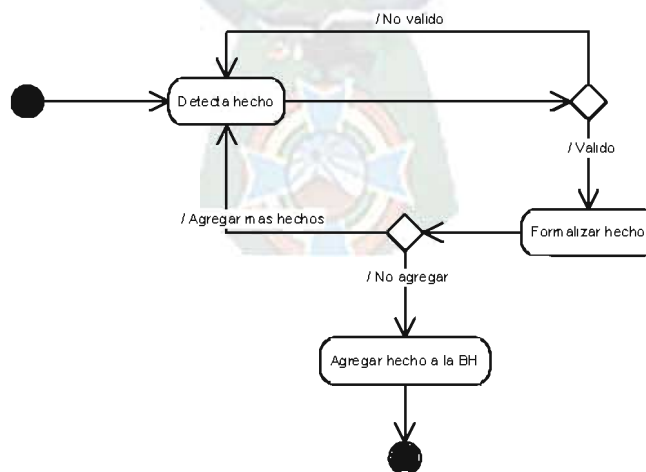 / No valido
Detecta hecho
/ Valido
/ Agregar mas hechos
Formalizar hecho
/ No agregar
Agregar hecho a la BH